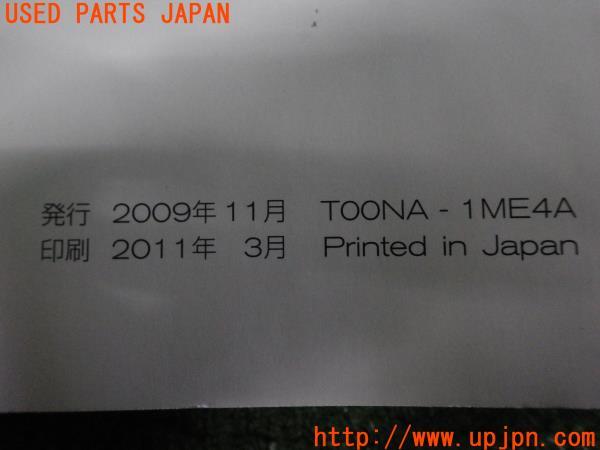 USED PARTS JAPAN
発行 2009年11月 T00NA - 1ME4A
印刷 2011年 3月 Printed in Japan
http://www.upjpn.com